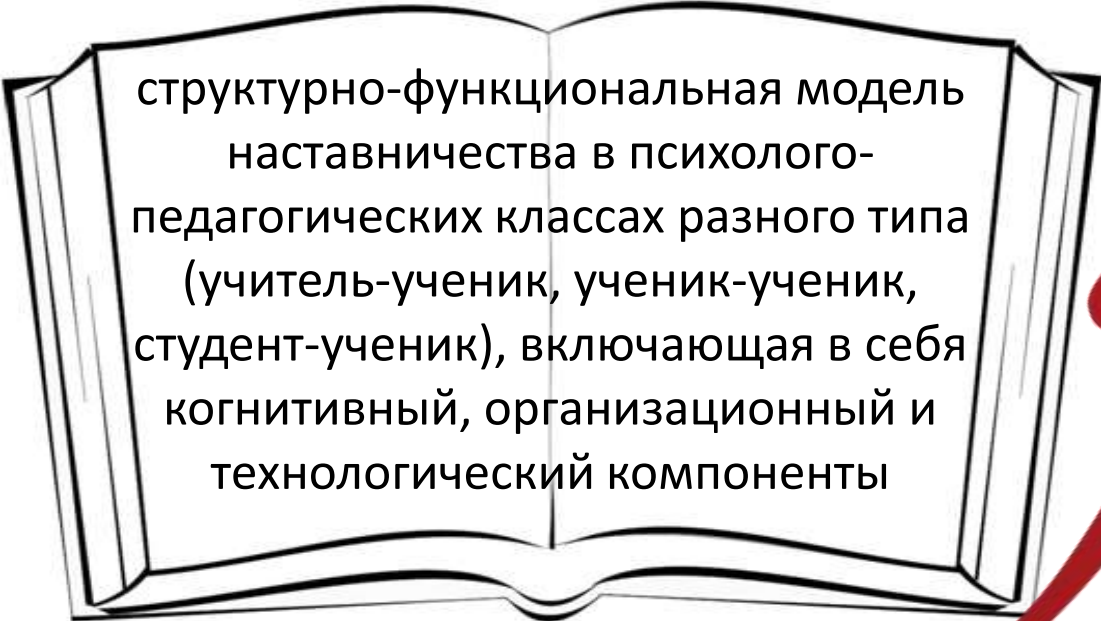 структурно-функциональная модель
наставничества в психолого-
педагогических классах разного типа
(учитель-ученик, ученик-ученик,
студент-ученик), включающая в себя
когнитивный, организационный и
технологический компоненты